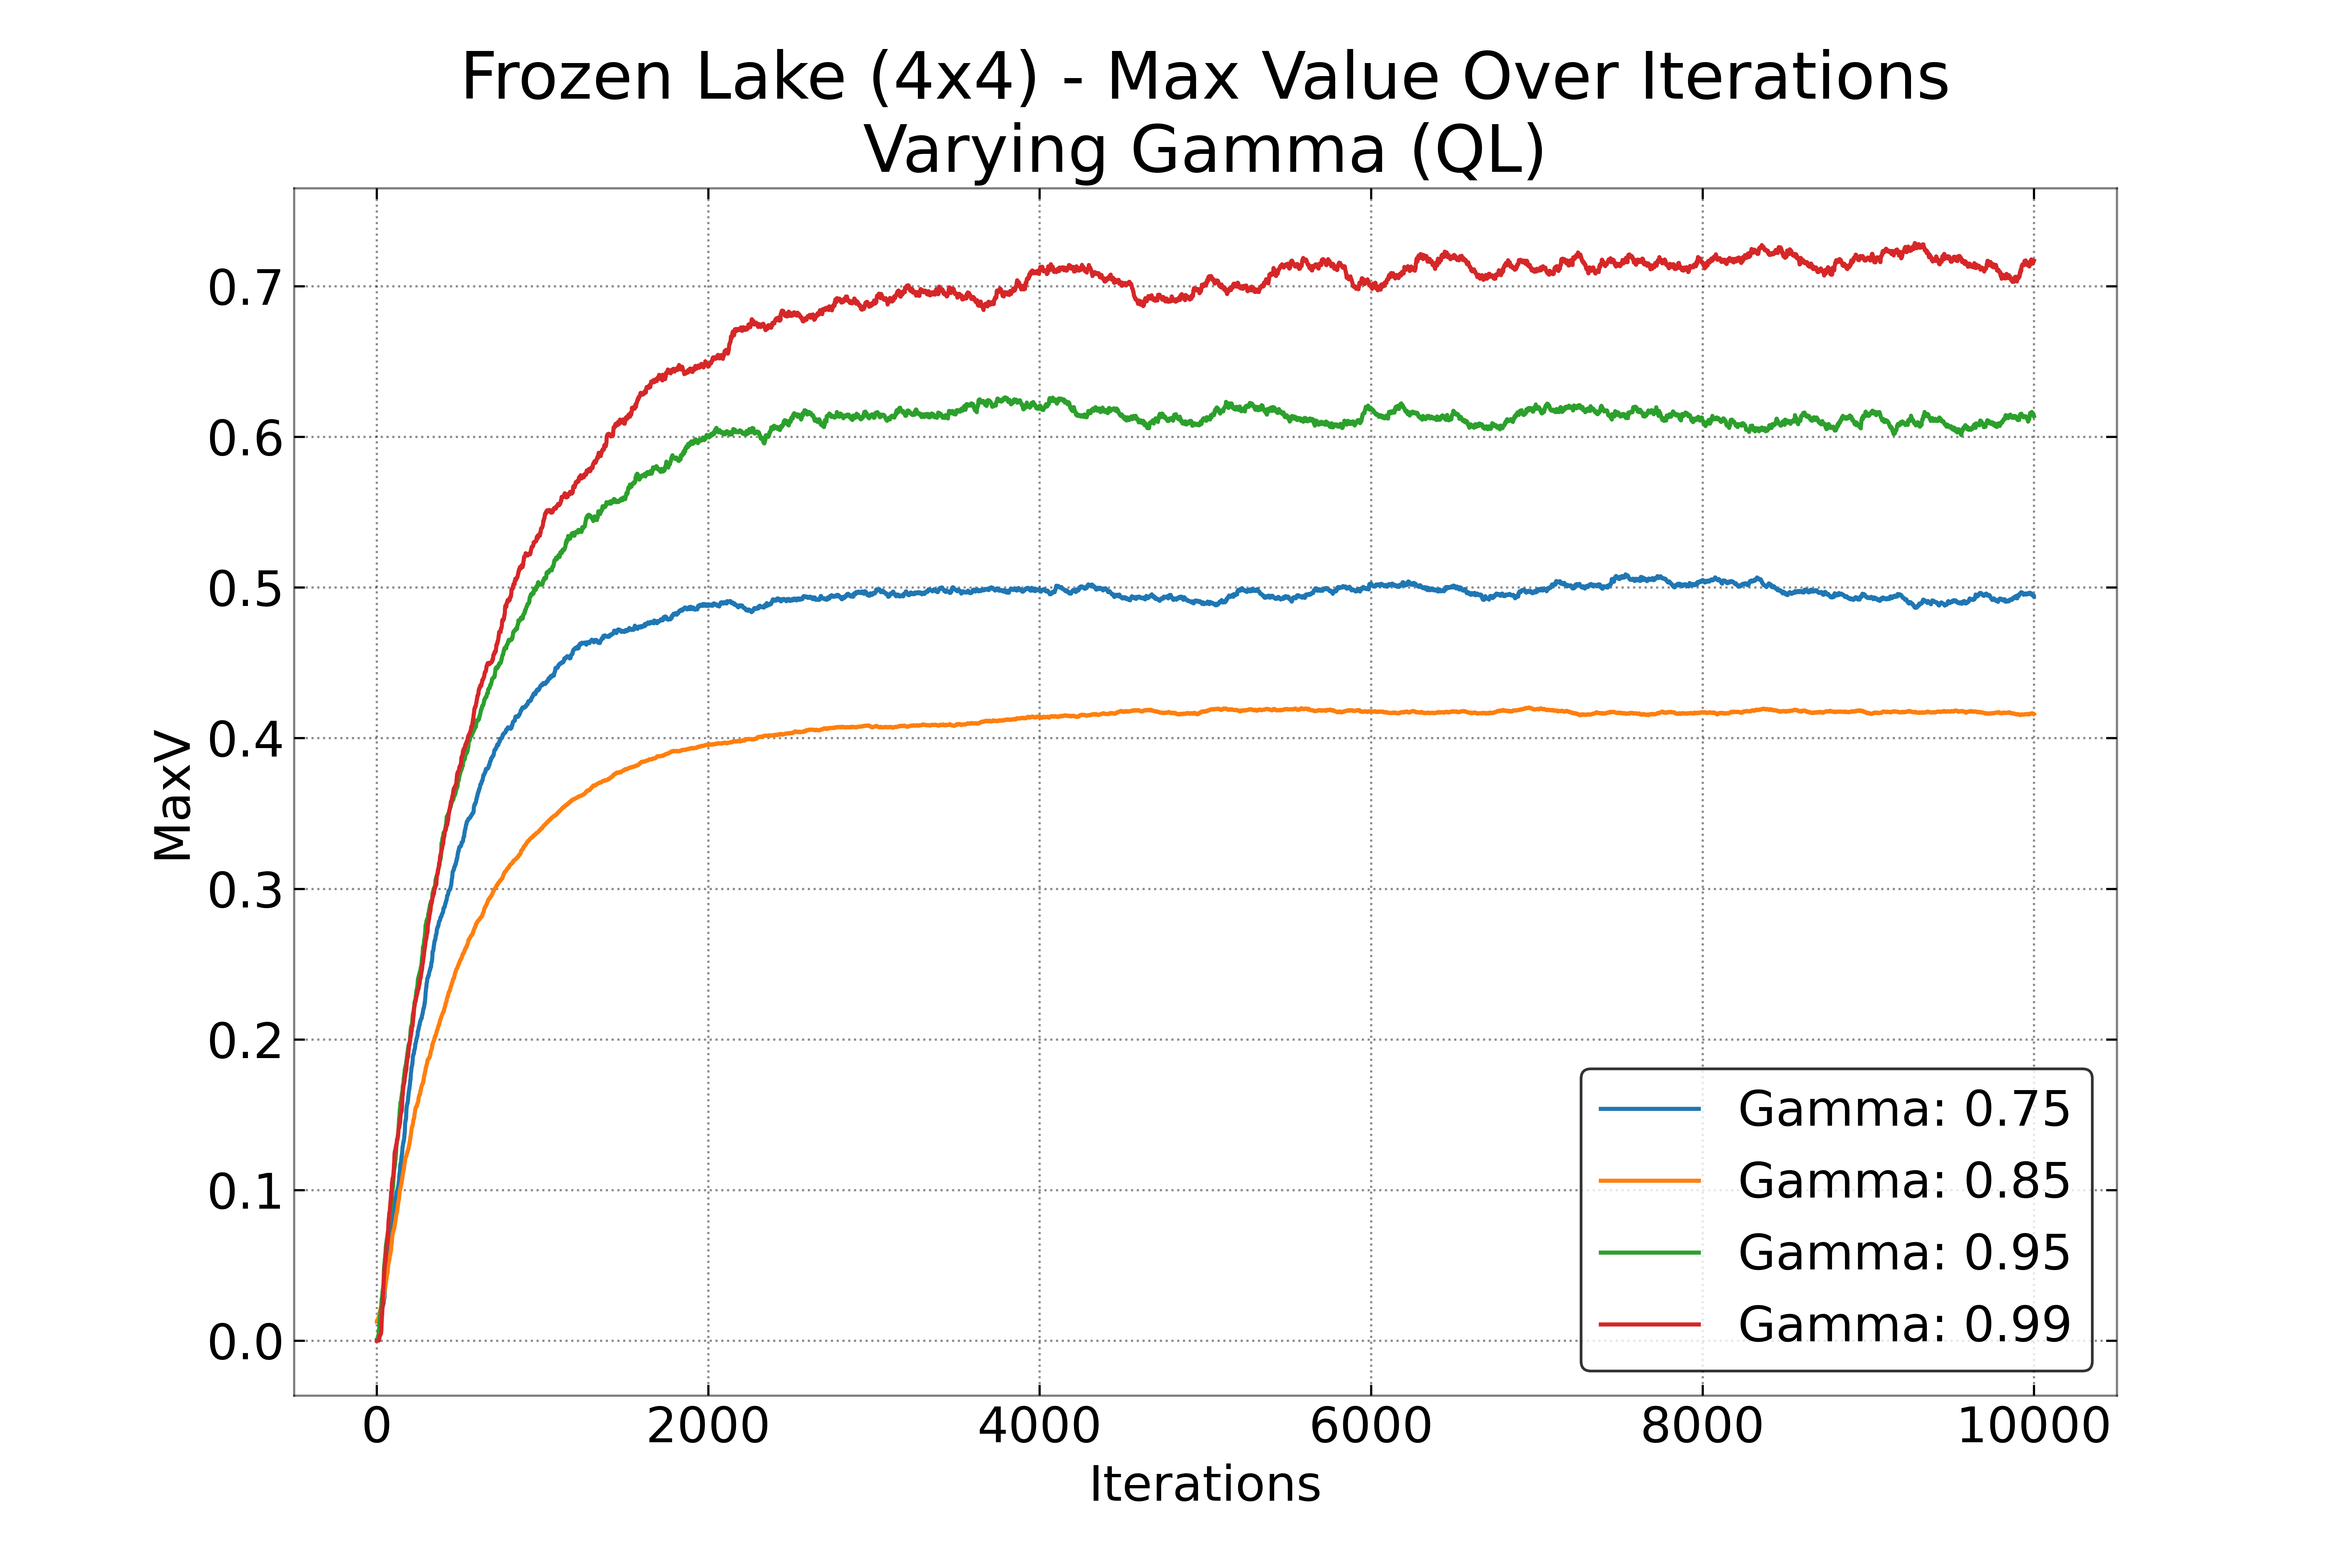 Frozen Lake (4x4) - Max Value Over Iterations
Varying Gamma (QL)
MaxV
0.7
0.6
0.5
0.4
0.3
0.2
0.1
0.0
Gamma: 0.75
Gamma: 0.85
Gamma: 0.95
Gamma: 0.99
0 2000 4000 6000 8000 10000
Iterations